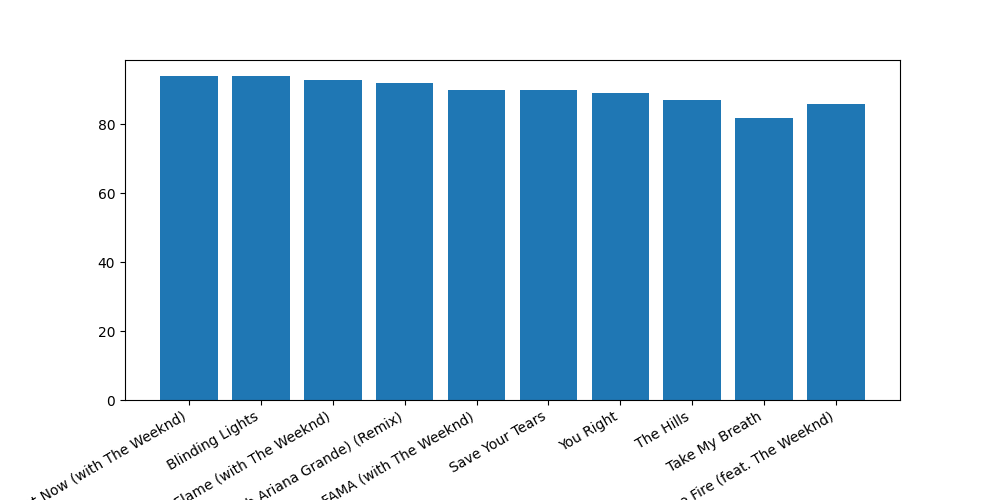 80
60
40
20
0
Now (with The Weeknd)
Blinding Lights
(with The Weeknd)
Ariana Grande) (Remix)
FAMA (with The Weeknd)
Save Your Tears
You Right
The Hills
Take My Breath
Fire (feat. The Weeknd)